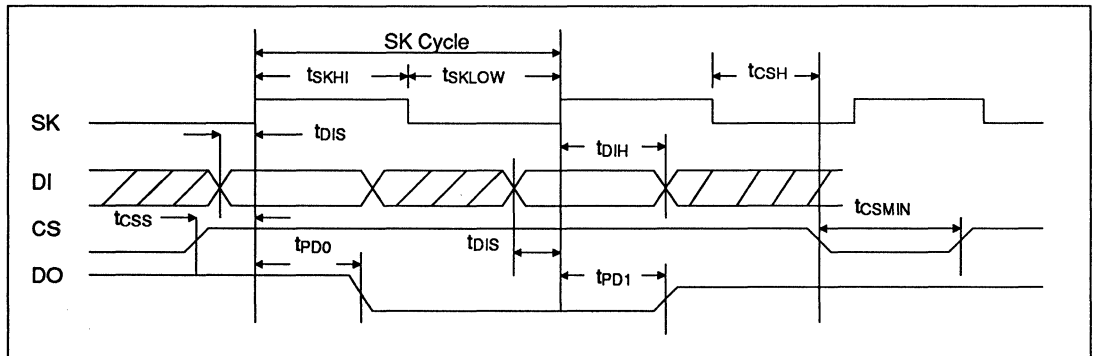 SK Cycle
tSKHI
tSKLOW
tCSH
SK
tDIS
tDIH
DI
tCSS
tCSMIN
CS
tPD0
tDIS
tPD1
DO